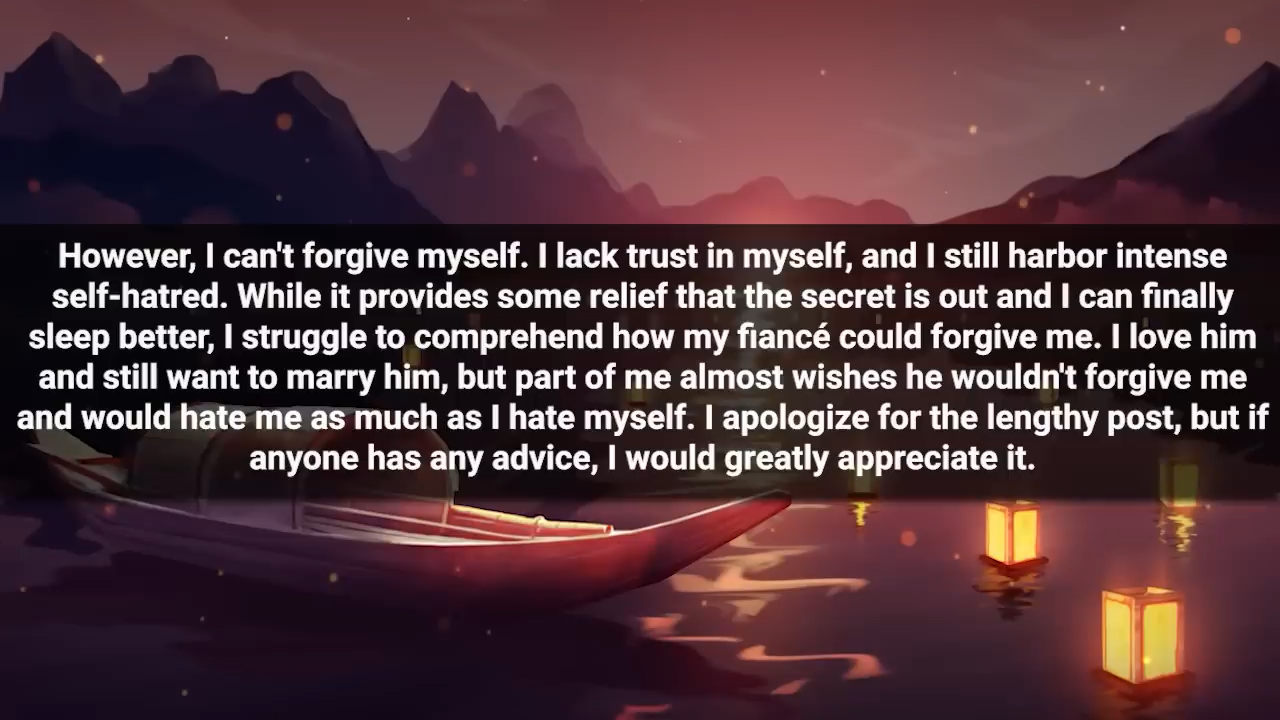 However, I can't forgive myself. I lack trust in myself, and I still harbor intense
self-hatred. While it provides some relief that the secret is out and I can finally
sleep better, I struggle to comprehend how my fiancé could forgive me. I love him
and still want to marry him, but part of me almost wishes he wouldn't forgive me
and would hate me as much as I hate myself. I apologize for the lengthy post, but if
anyone has any advice, I would greatly appreciate it.